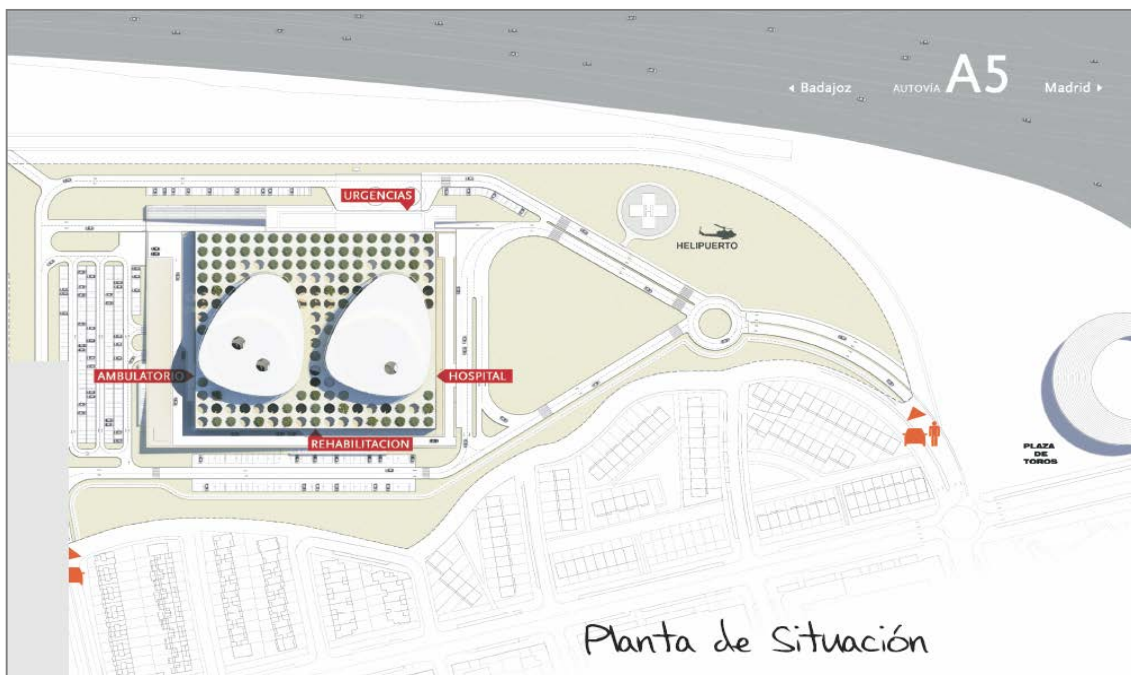 ◂ Badajoz AUTOVÍA A5 Madrid ▸
URGENCIAS
H
HELIPUERTO
AMBULATORIO
HOSPITAL
REHABILITACION
PLAZA
DE
TOROS
Planta de Situación